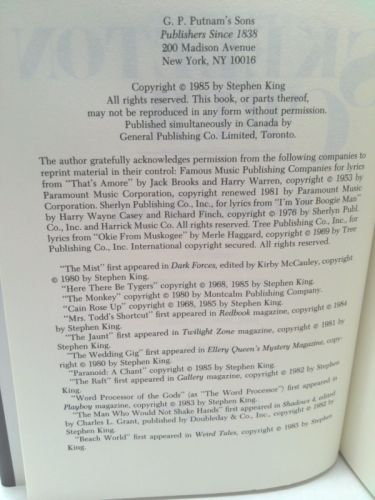 G. P. Putnam's Sons
Publishers Since 1838
200 Madison Avenue
New York, NY 10016
Copyright © 1985 by Stephen King
All rights reserved. This book, or parts thereof,
may not be reproduced in any form without permission.
Published simultaneously in Canada by
General Publishing Co. Limited, Toronto.
The author gratefully acknowledges permission from the following companies to
reprint material in their control: Famous Music Publishing Companies for lyrics
from "That's Amore" by Jack Brooks and Harry Warren, copyright © 1953 by
Paramount Music Corporation, copyright renewed 1981 by Paramount Music
Corporation. Sherlyn Publishing Co., Inc., for lyrics from "I'm Your Boogie Man"
by Harry Wayne Casey and Richard Finch, copyright © 1976 by Sherlyn Publ.
Co., Inc., and Harrick Music Co. All rights reserved. Tree Publishing Co., Inc., for
lyrics from "Okie From Muskogee" by Merle Haggard, copyright © 1969 by Tree
Publishing Co., Inc. International copyright secured. All rights reserved.
"The Mist" first appeared in Dark Forces, edited by Kirby McCauley, copyright
© 1980 by Stephen King.
"Here There Be Tygers" copyright © 1968, 1985 by Stephen King.
"The Monkey" copyright © 1980 by Montcalm Publishing Company.
"Cain Rose Up" copyright © 1968, 1985 by Stephen King.
"Mrs. Todd's Shortcut" first appeared in Redbook magazine, copyright © 1984
by Stephen King.
"The Jaunt" first appeared in Twilight Zone magazine, copyright © 1981 by
Stephen King.
"The Wedding Gig" first appeared in Ellery Queen's Mystery Magazine, copy-
right © 1980 by Stephen King.
"Paranoid: A Chant" copyright © 1985 by Stephen King.
"The Raft" first appeared in Gallery magazine, copyright © 1982 by Stephen
King.
"Word Processor of the Gods" (as "The Word Processor") first appeared in
Playboy magazine, copyright © 1983 by Stephen King.
"The Man Who Would Not Shake Hands" first appeared in Shadows 4, edited
by Charles L. Grant, published by Doubleday & Co., Inc., copyright © 1982 by
Stephen King.
"Beach World" first appeared in Weird Tales, copyright © 1985 by Stephen
King.